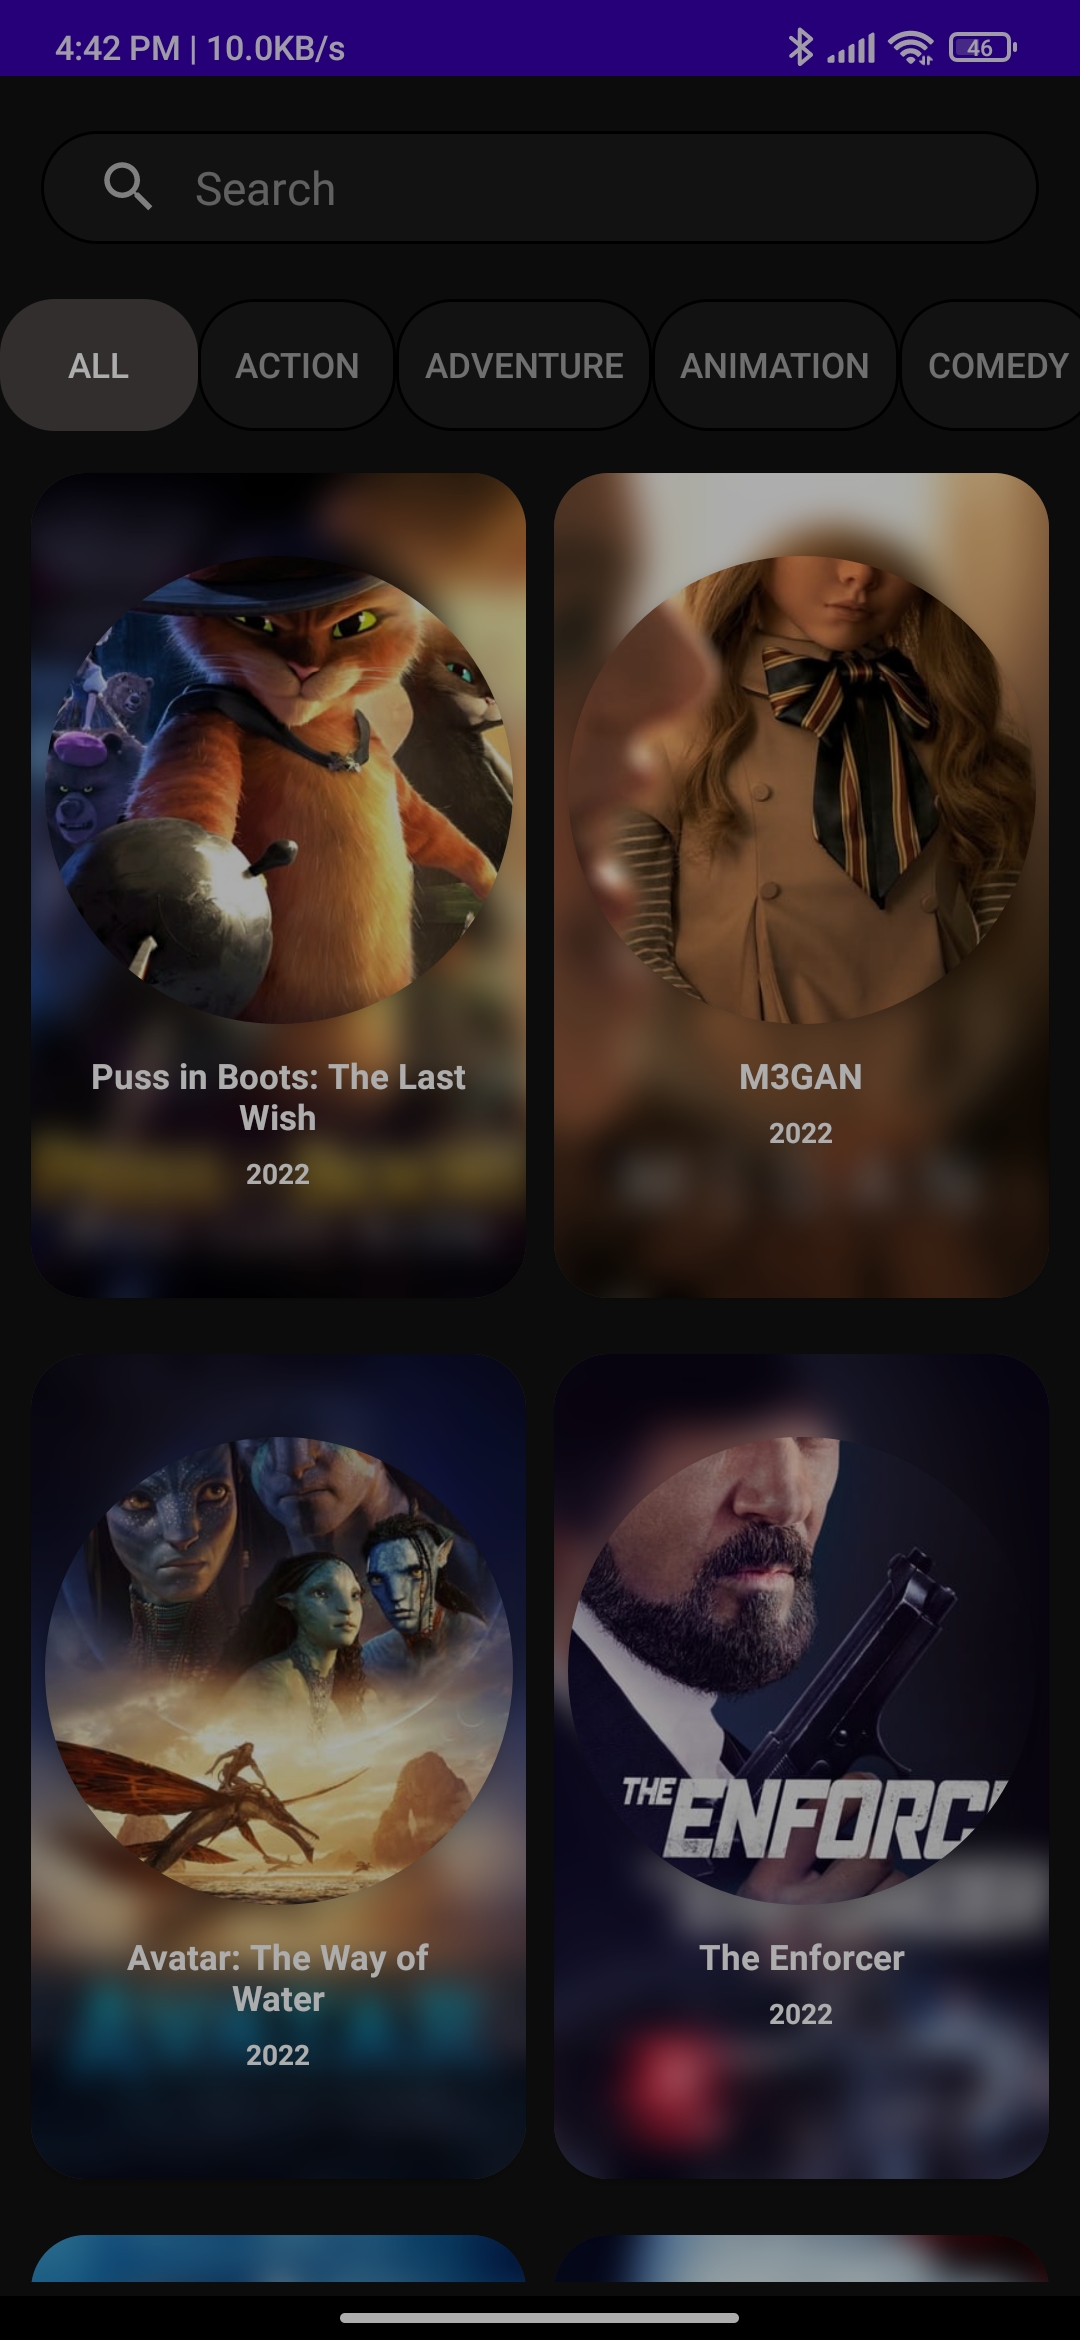 4:42 PM | 10.0KB/s
46
Search
ALL
ACTION
ADVENTURE
ANIMATION
COMEDY
Puss in Boots: The Last
Wish
2022
M3GAN
2022
THE ENFORC
Avatar: The Way of
Water
2022
The Enforcer
2022